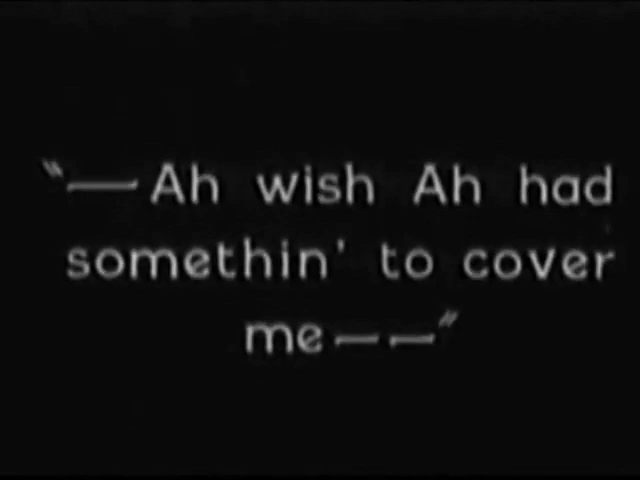 "—Ah wish Ah had
somethin' to cover
me——"